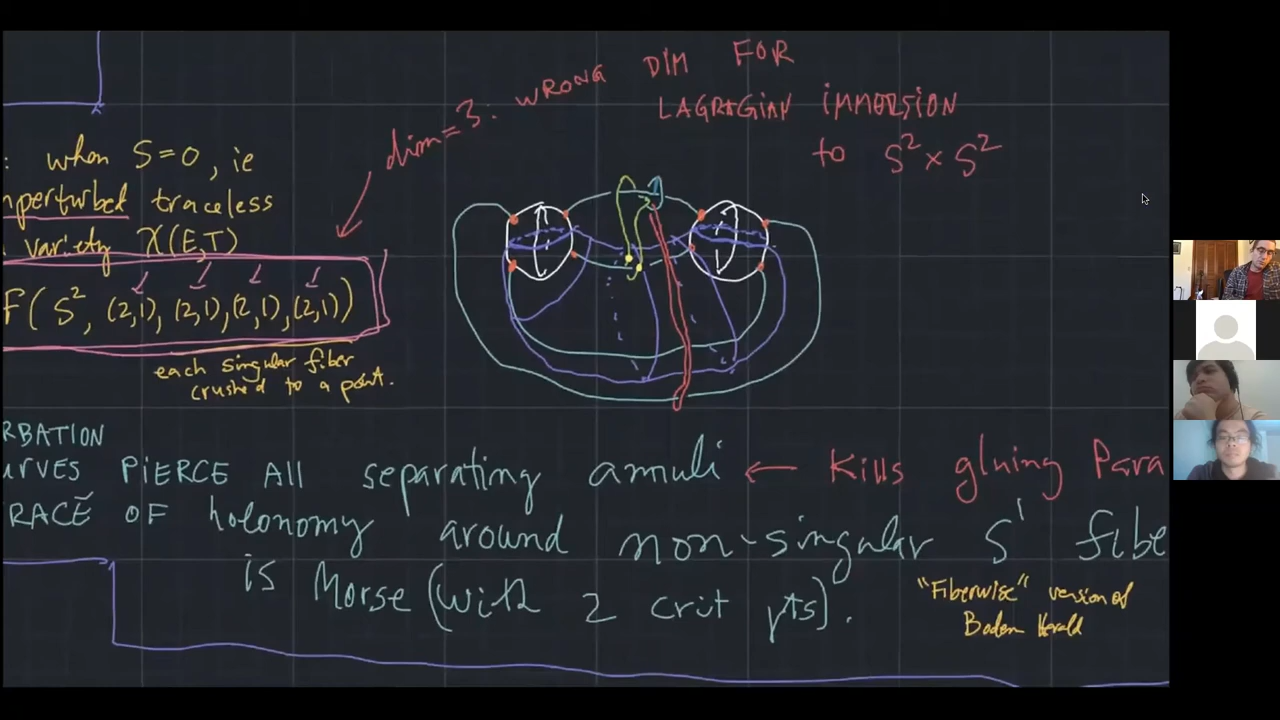 dim=3: WRONG DIM FOR
LAGRAGIAN IMMERSION
to S² × S²
: when S=0, ie
nperturbed traceless
variety X(E,T)
F( S², (2,1), (2,1), (2,1), (2,1) )
each singular fiber
crushed to a point.
RBATION
URVES PIERCE ALL separating annuli ← Kills gluing Para
RACE OF holonomy around non-singular S¹ fibe
is Morse (with 2 crit pts).
"Fiberwise" version of
Boden Herald